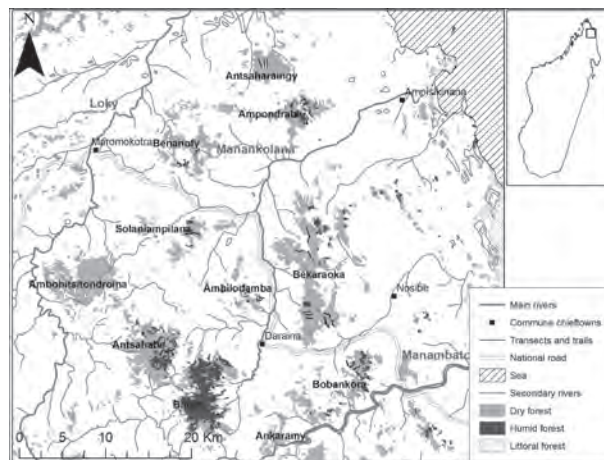 N
Antsaharaingy
Loky
Ampisikinana
Ampondrabe
Maromokotra
Benanofy
Manankolana
Solaniampilana
Bekaraoka
Ambohitsitondroina
Ambilondamba
Nosibe
Daraina
Antsahabe
Manambato
Bobankora
Ankaramy
0 5 10 20 Km
Main rivers
Commune chieftowns
Transects and trails
National road
Sea
Secondary rivers
Dry forest
Humid forest
Littoral forest